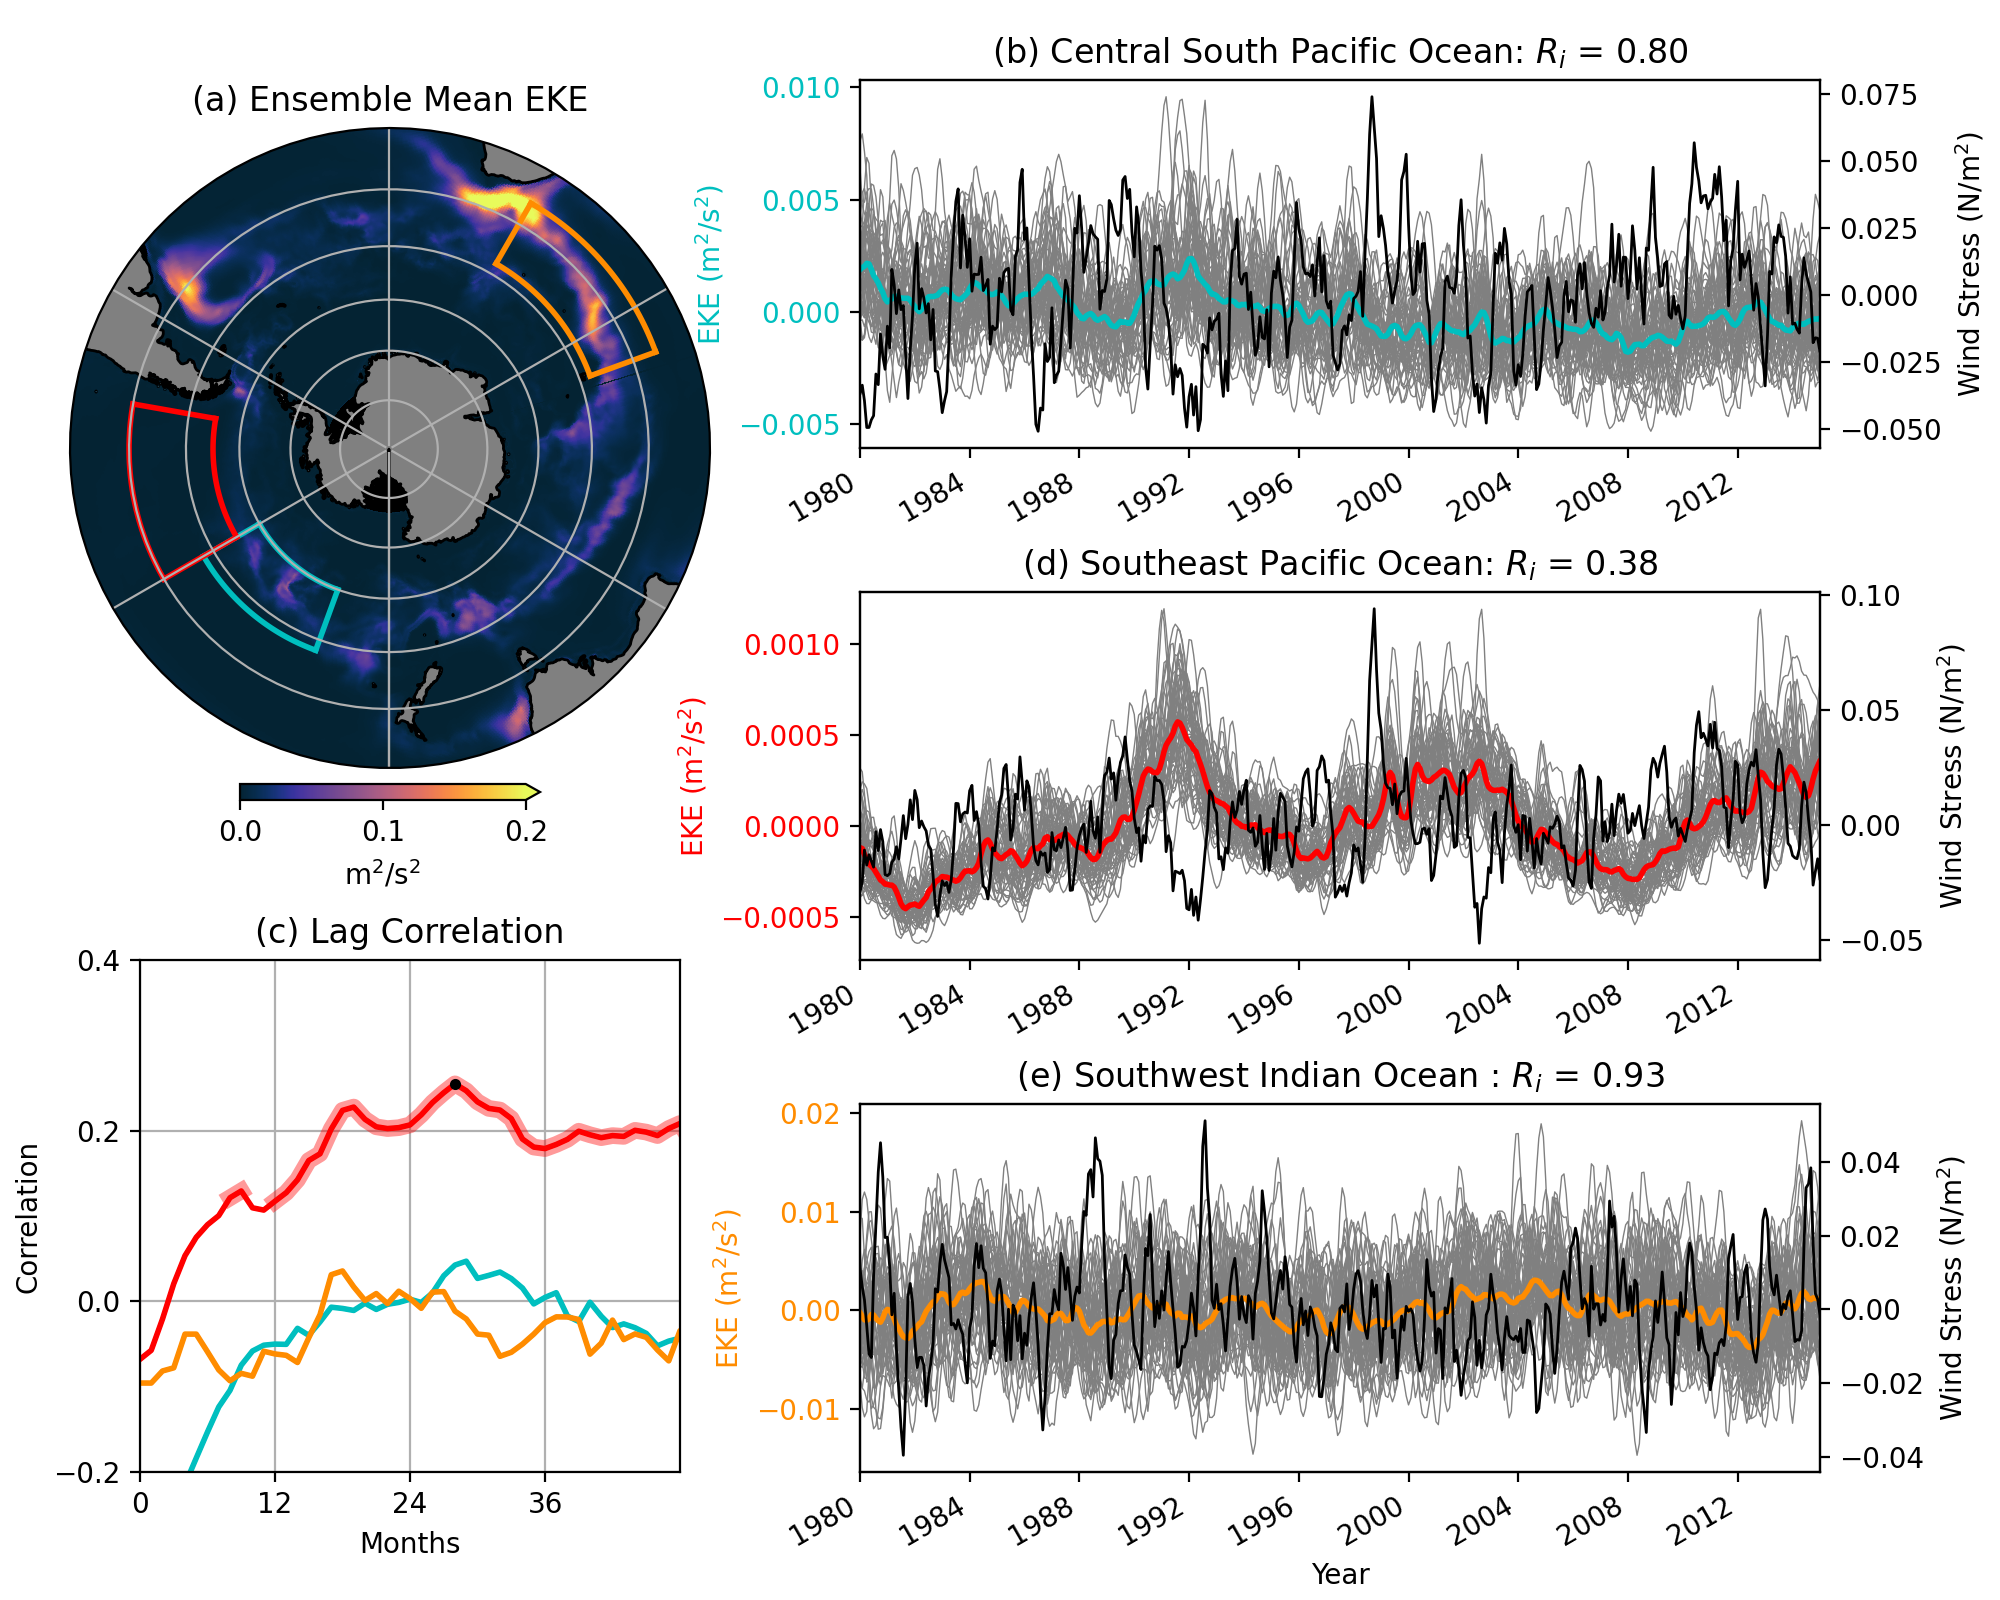 (a) Ensemble Mean EKE
0.0 0.1 0.2
m²/s²
(b) Central South Pacific Ocean: Rᵢ = 0.80
0.010
0.005
0.000
−0.005
EKE (m²/s²)
0.075
0.050
0.025
0.000
−0.025
−0.050
Wind Stress (N/m²)
1980 1984 1988 1992 1996 2000 2004 2008 2012
(c) Lag Correlation
0.4
0.2
0.0
−0.2
Correlation
0 12 24 36
Months
(d) Southeast Pacific Ocean: Rᵢ = 0.38
0.0010
0.0005
0.0000
−0.0005
EKE (m²/s²)
0.10
0.05
0.00
−0.05
Wind Stress (N/m²)
1980 1984 1988 1992 1996 2000 2004 2008 2012
(e) Southwest Indian Ocean : Rᵢ = 0.93
0.02
0.01
0.00
−0.01
EKE (m²/s²)
0.04
0.02
0.00
−0.02
−0.04
Wind Stress (N/m²)
1980 1984 1988 1992 1996 2000 2004 2008 2012
Year